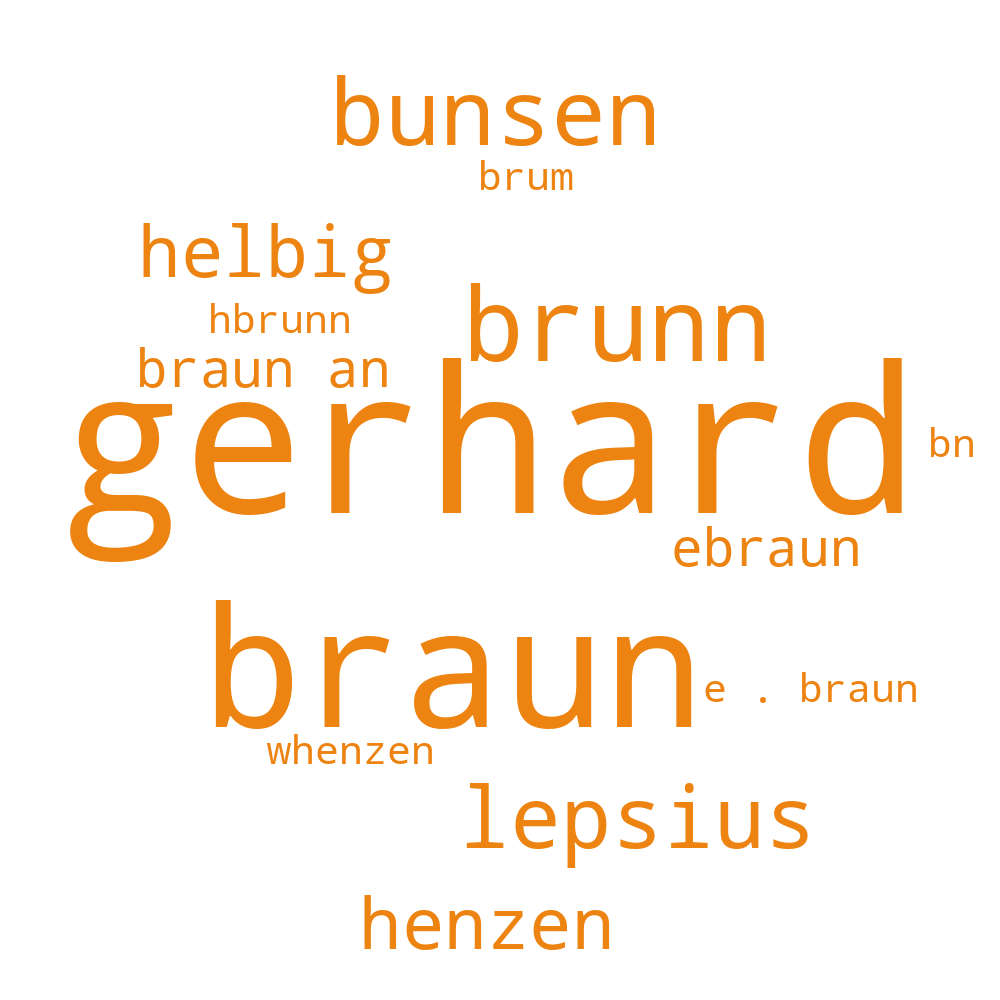 bunsen
brum
helbig
brunn
hbrunn
braun an
gerhard
bn
ebraun
braun
e . braun
whenzen
lepsius
henzen